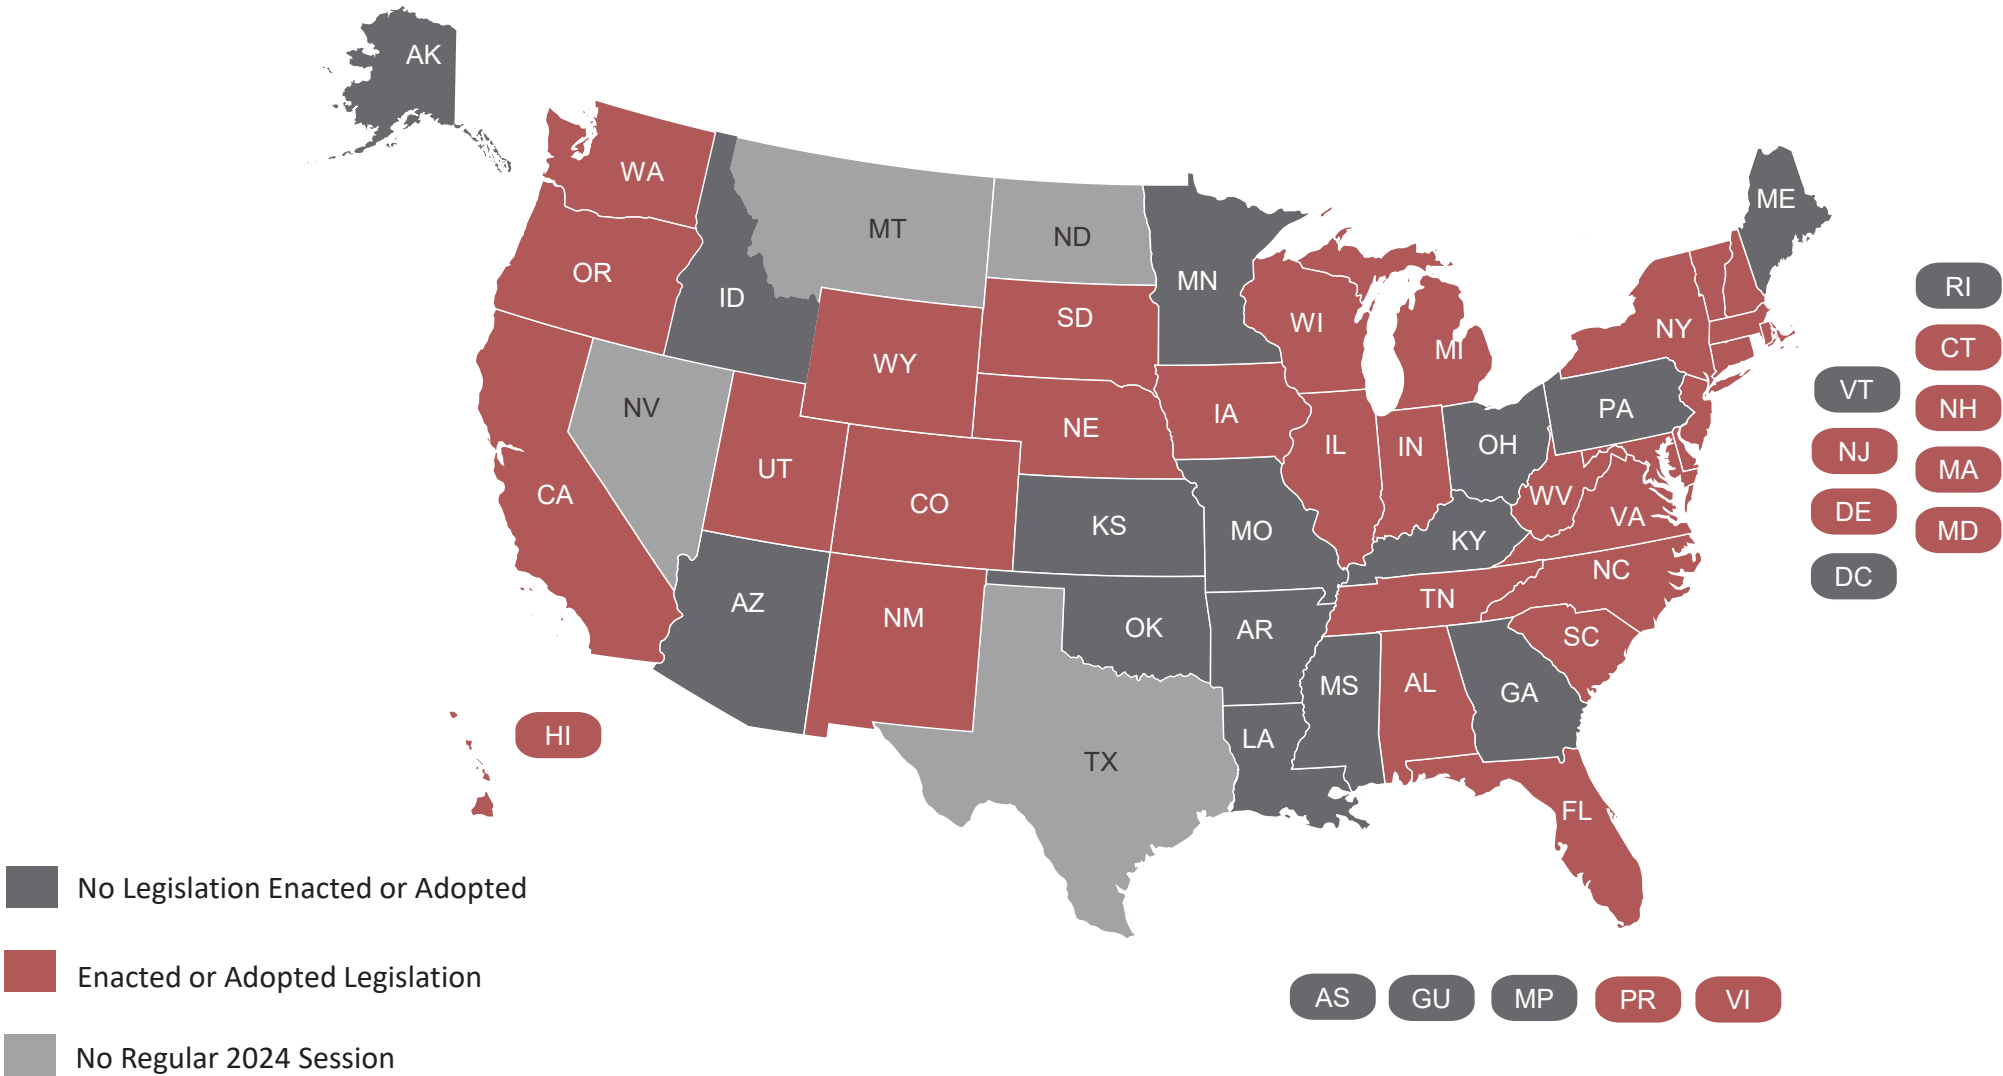 AK
WA
ME
MT
ND
OR
MN
RI
ID
SD
WI
NY
MI
CT
WY
VT
NV
PA
NH
IA
NE
IL
IN
OH
NJ
UT
MA
CA
CO
WV
DE
VA
KS
MO
KY
MD
NC
DC
AZ
TN
NM
OK
AR
SC
MS
AL
GA
HI
LA
TX
FL
No Legislation Enacted or Adopted
Enacted or Adopted Legislation
AS GU MP PR VI
No Regular 2024 Session